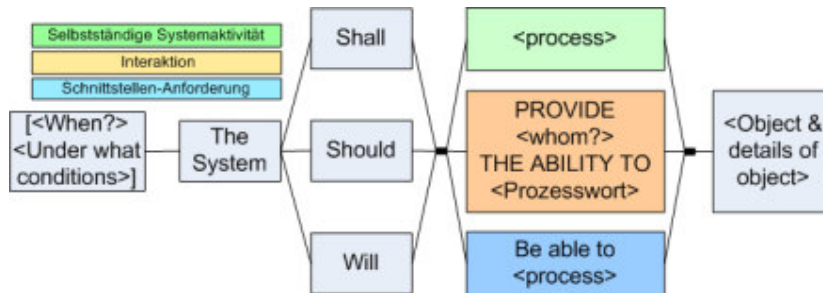 Selbstständige Systemaktivität
Interaktion
Schnittstellen-Anforderung
[<When?>
<Under what
conditions>]
The
System
Shall
Should
Will
<process>
PROVIDE
<whom?>
THE ABILITY TO
<Prozesswort>
Be able to
<process>
<Object &
details of
object>